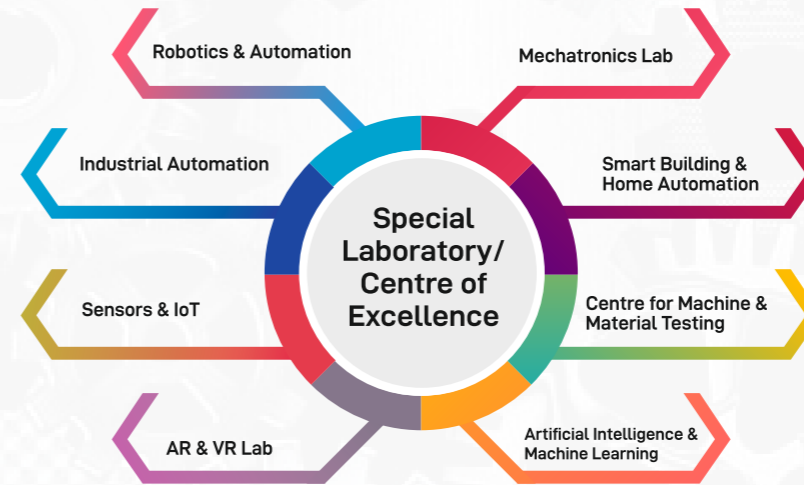 Robotics & Automation
Mechatronics Lab
Industrial Automation
Smart Building &
Home Automation
Special
Laboratory/
Centre of
Excellence
Sensors & IoT
Centre for Machine &
Material Testing
AR & VR Lab
Artificial Intelligence &
Machine Learning